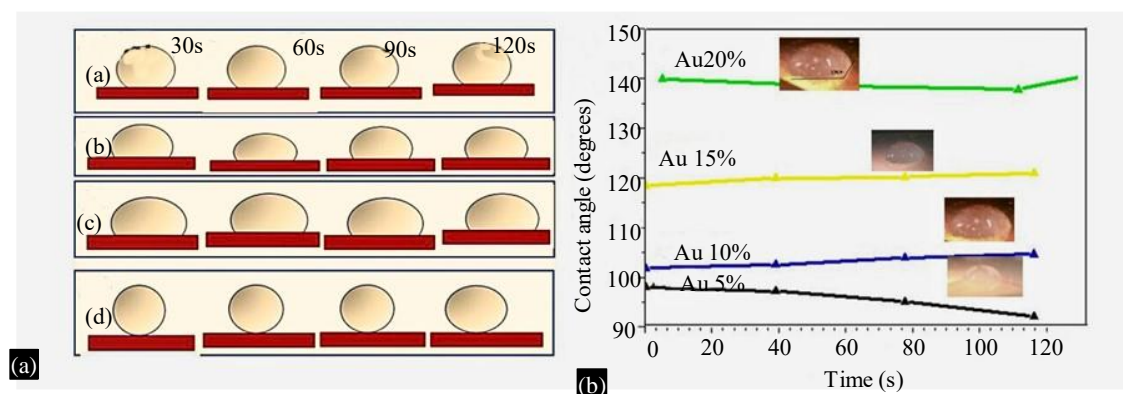 30s 60s 90s 120s
(a)
(b)
(c)
(d)
(a)
Contact angle (degrees)
150
140
130
120
110
100
90
Au20%
Au 15%
Au 10%
Au 5%
0 20 40 60 80 100 120
Time (s)
(b)